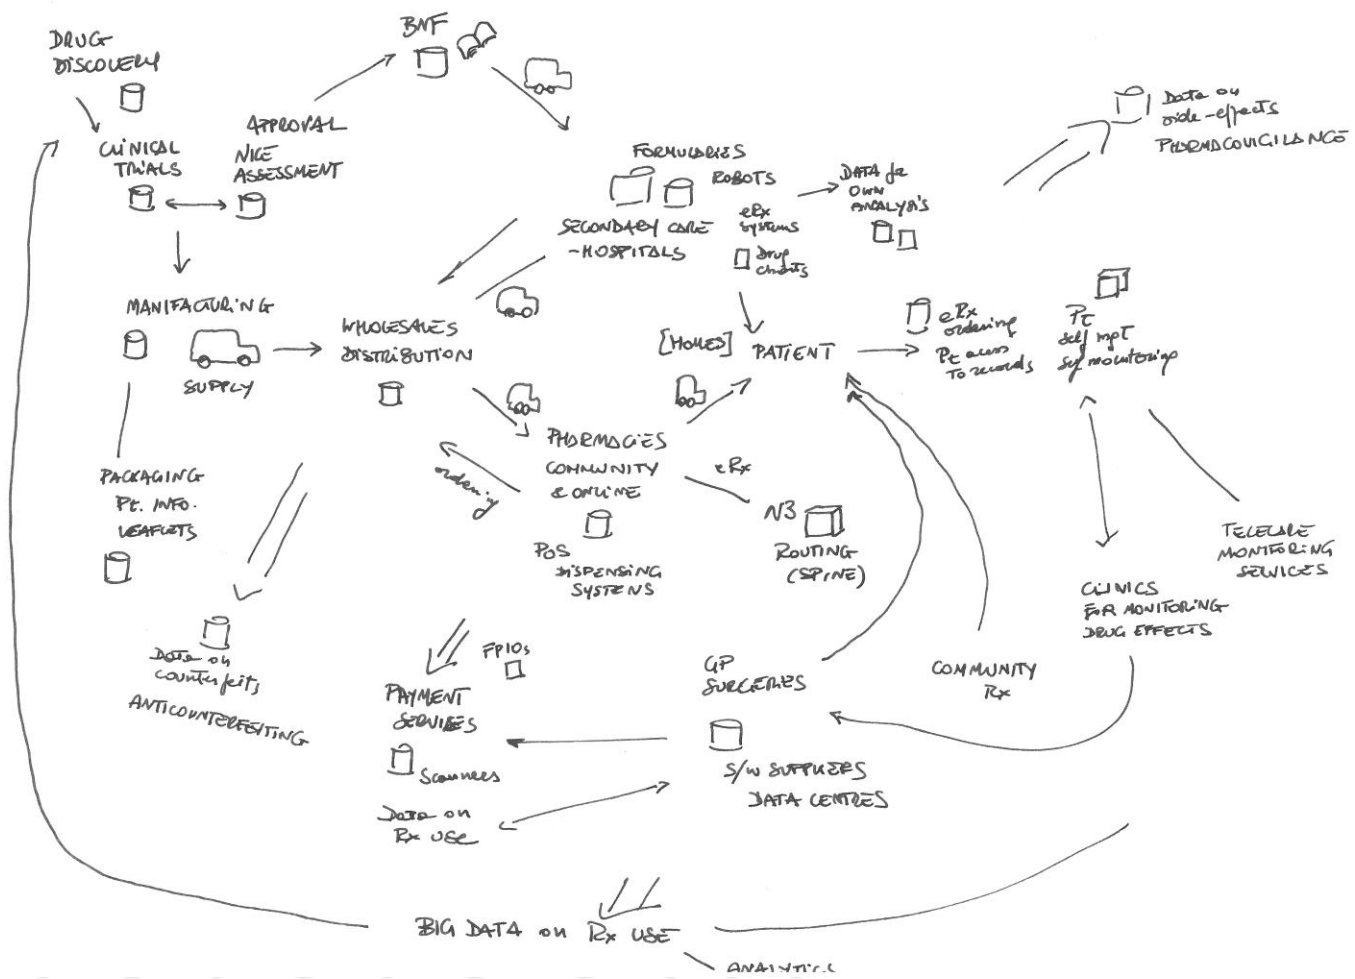 DRUG
DISCOVERY
CLINICAL
TRIALS
APPROVAL
NICE
ASSESSMENT
BNF
FORMULARIES
ROBOTS
SECONDARY CARE
-HOSPITALS
eRx
systems
Drug
charts
DATA for
OWN
ANALYSIS
Data on
side-effects
PHARMACOVIGILANCE
MANIFACTURING
SUPPLY
WHOLESALES
DISTRIBUTION
[HOMES]
PATIENT
eRx
ordering
Pt access
To records
Pt
self mgt
self monitoring
PACKAGING
Pt. INFO.
LEAFLETS
ordering
PHARMACIES
COMMUNITY
& ONLINE
POS
DISPENSING
SYSTEMS
eRx
N3
ROUTING
(SPINE)
TELECARE
MONITORING
SERVICES
CLINICS
FOR MONITORING
DRUG EFFECTS
Data on
counterfeits
ANTICOUNTERFEITING
PAYMENT
SERVICES
FP10s
Scanners
Data on
Rx USE
GP
SURGERIES
S/W SUPPLIERS
DATA CENTRES
COMMUNITY
Rx
BIG DATA on Rx USE
ANALYTICS